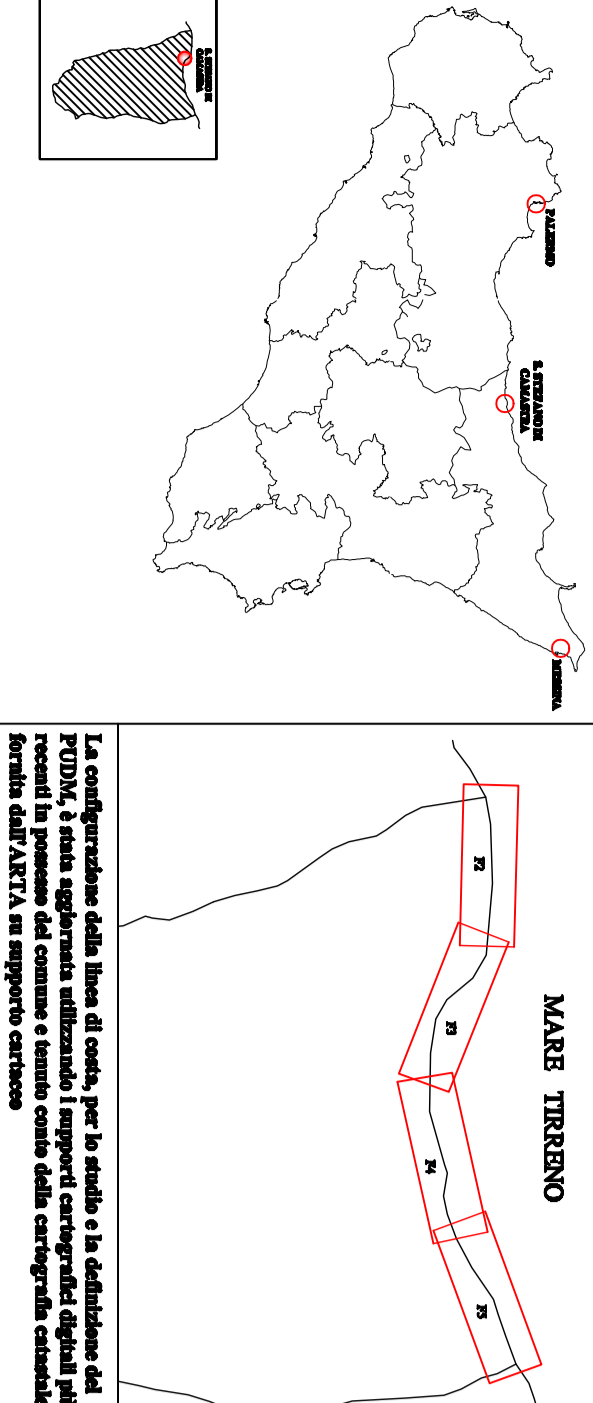 S. STEFANO DI
CAMASTRA
PALERMO
S. STEFANO DI
CAMASTRA
MESSINA
MARE TIRRENO
F2
F3
F4
F5
La configurazione della linea di costa, per lo studio e la definizione del
PUDM, è stata aggiornata utilizzando i supporti cartografici digitali più
recenti in possesso del comune e tenuto conto della cartografia catastale
fornita dall'ARTA su supporto cartaceo